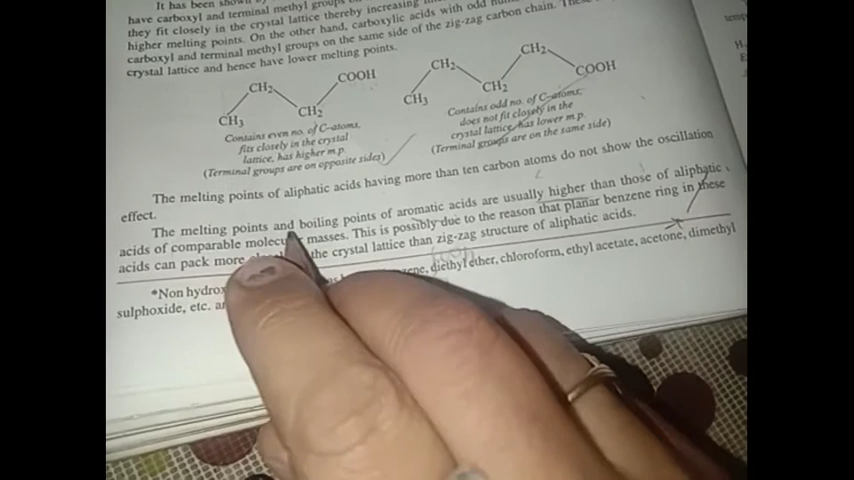 It has been shown
have carboxyl and terminal methyl groups
they fit closely in the crystal lattice thereby increasing
higher melting points. On the other hand, carboxylic acids with odd
carboxyl and terminal methyl groups on the same side of the zig-zag carbon chain. These
crystal lattice and hence have lower melting points.
CH₃ CH₂ CH₂ COOH
Contains even no. of C–atoms,
fits closely in the crystal
lattice, has higher m.p.
(Terminal groups are on opposite sides)
CH₃ CH₂ CH₂ CH₂ COOH
Contains odd no. of C–atoms,
does not fit closely in the
crystal lattice, has lower m.p.
(Terminal groups are on the same side)
The melting points of aliphatic acids having more than ten carbon atoms do not show the oscillation
effect.
The melting points and boiling points of aromatic acids are usually higher than those of aliphatic
acids of comparable molecular masses. This is possibly due to the reason that planar benzene ring in these
acids can pack more the crystal lattice than zig-zag structure of aliphatic acids.
*Non diethyl ether, chloroform, ethyl acetate, acetone, dimethyl
sulphoxide, etc.